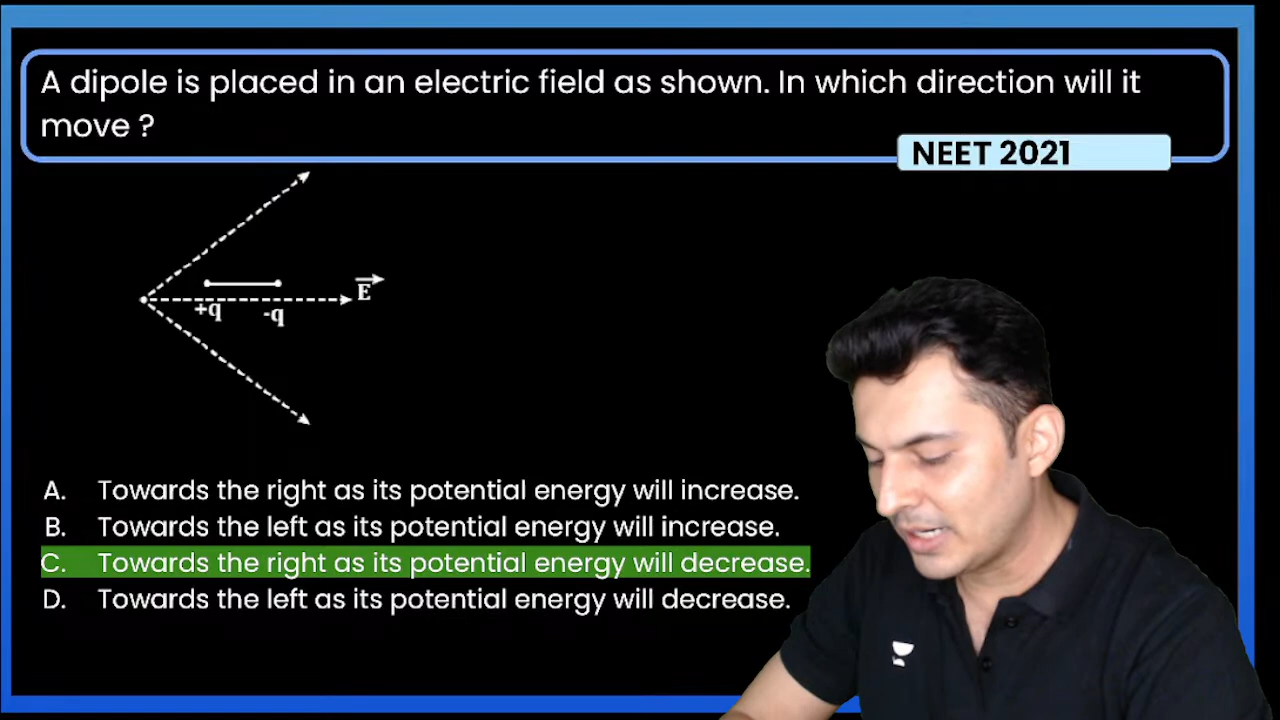 A dipole is placed in an electric field as shown. In which direction will it
move ?
NEET 2021
E
+q
-q
A. Towards the right as its potential energy will increase.
B. Towards the left as its potential energy will increase.
C. Towards the right as its potential energy will decrease.
D. Towards the left as its potential energy will decrease.